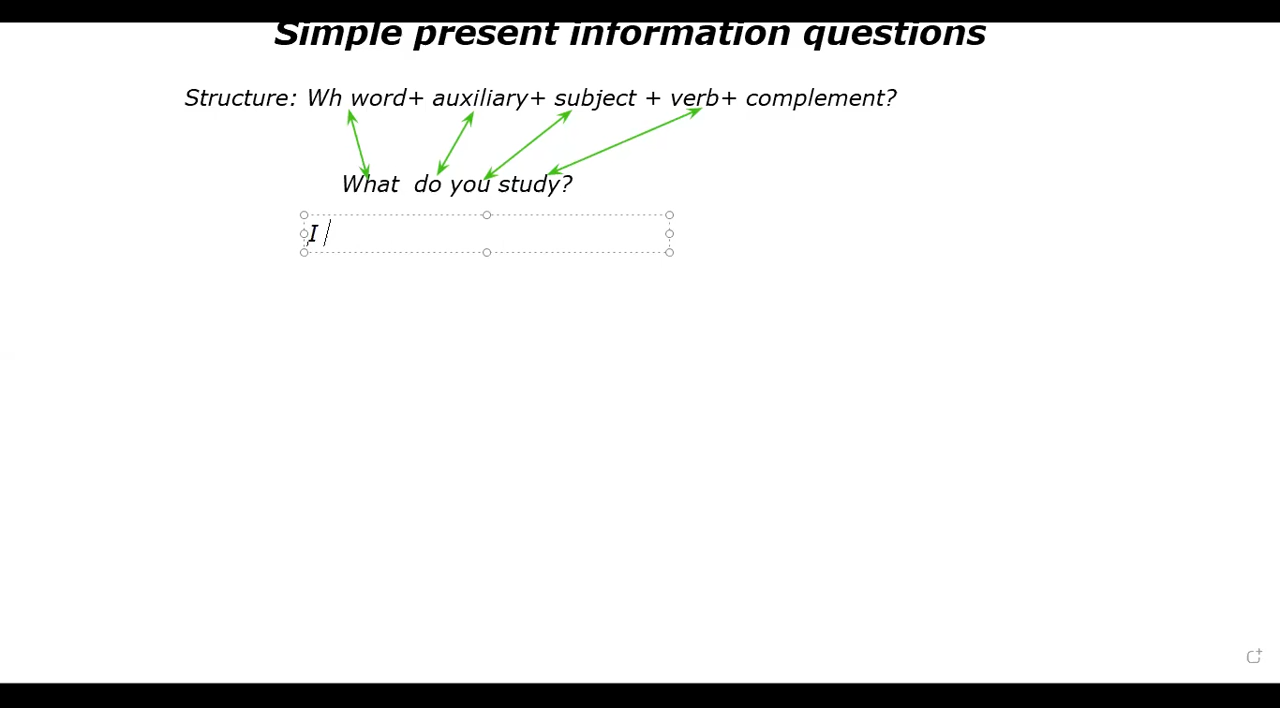 Simple present information questions
Structure: Wh word+ auxiliary+ subject + verb+ complement?
What do you study?
I